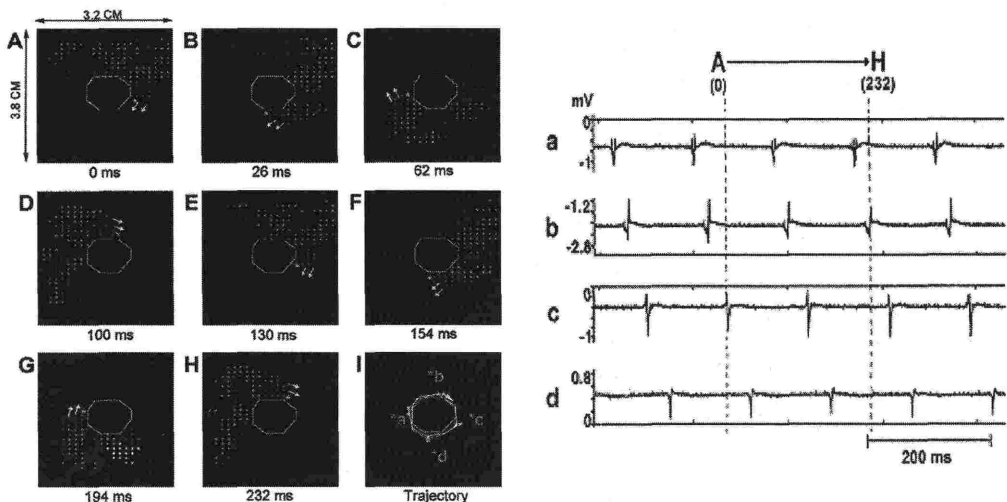 3.2 CM
3.8 CM
A
B
C
0 ms
26 ms
62 ms
D
E
F
100 ms
130 ms
154 ms
G
H
I
*b
*a
*c
*d
194 ms
232 ms
Trajectory
A
H
(0)
(232)
mV
0
a
-1
-1.2
b
-2.8
0
c
-1
0.8
d
0
200 ms